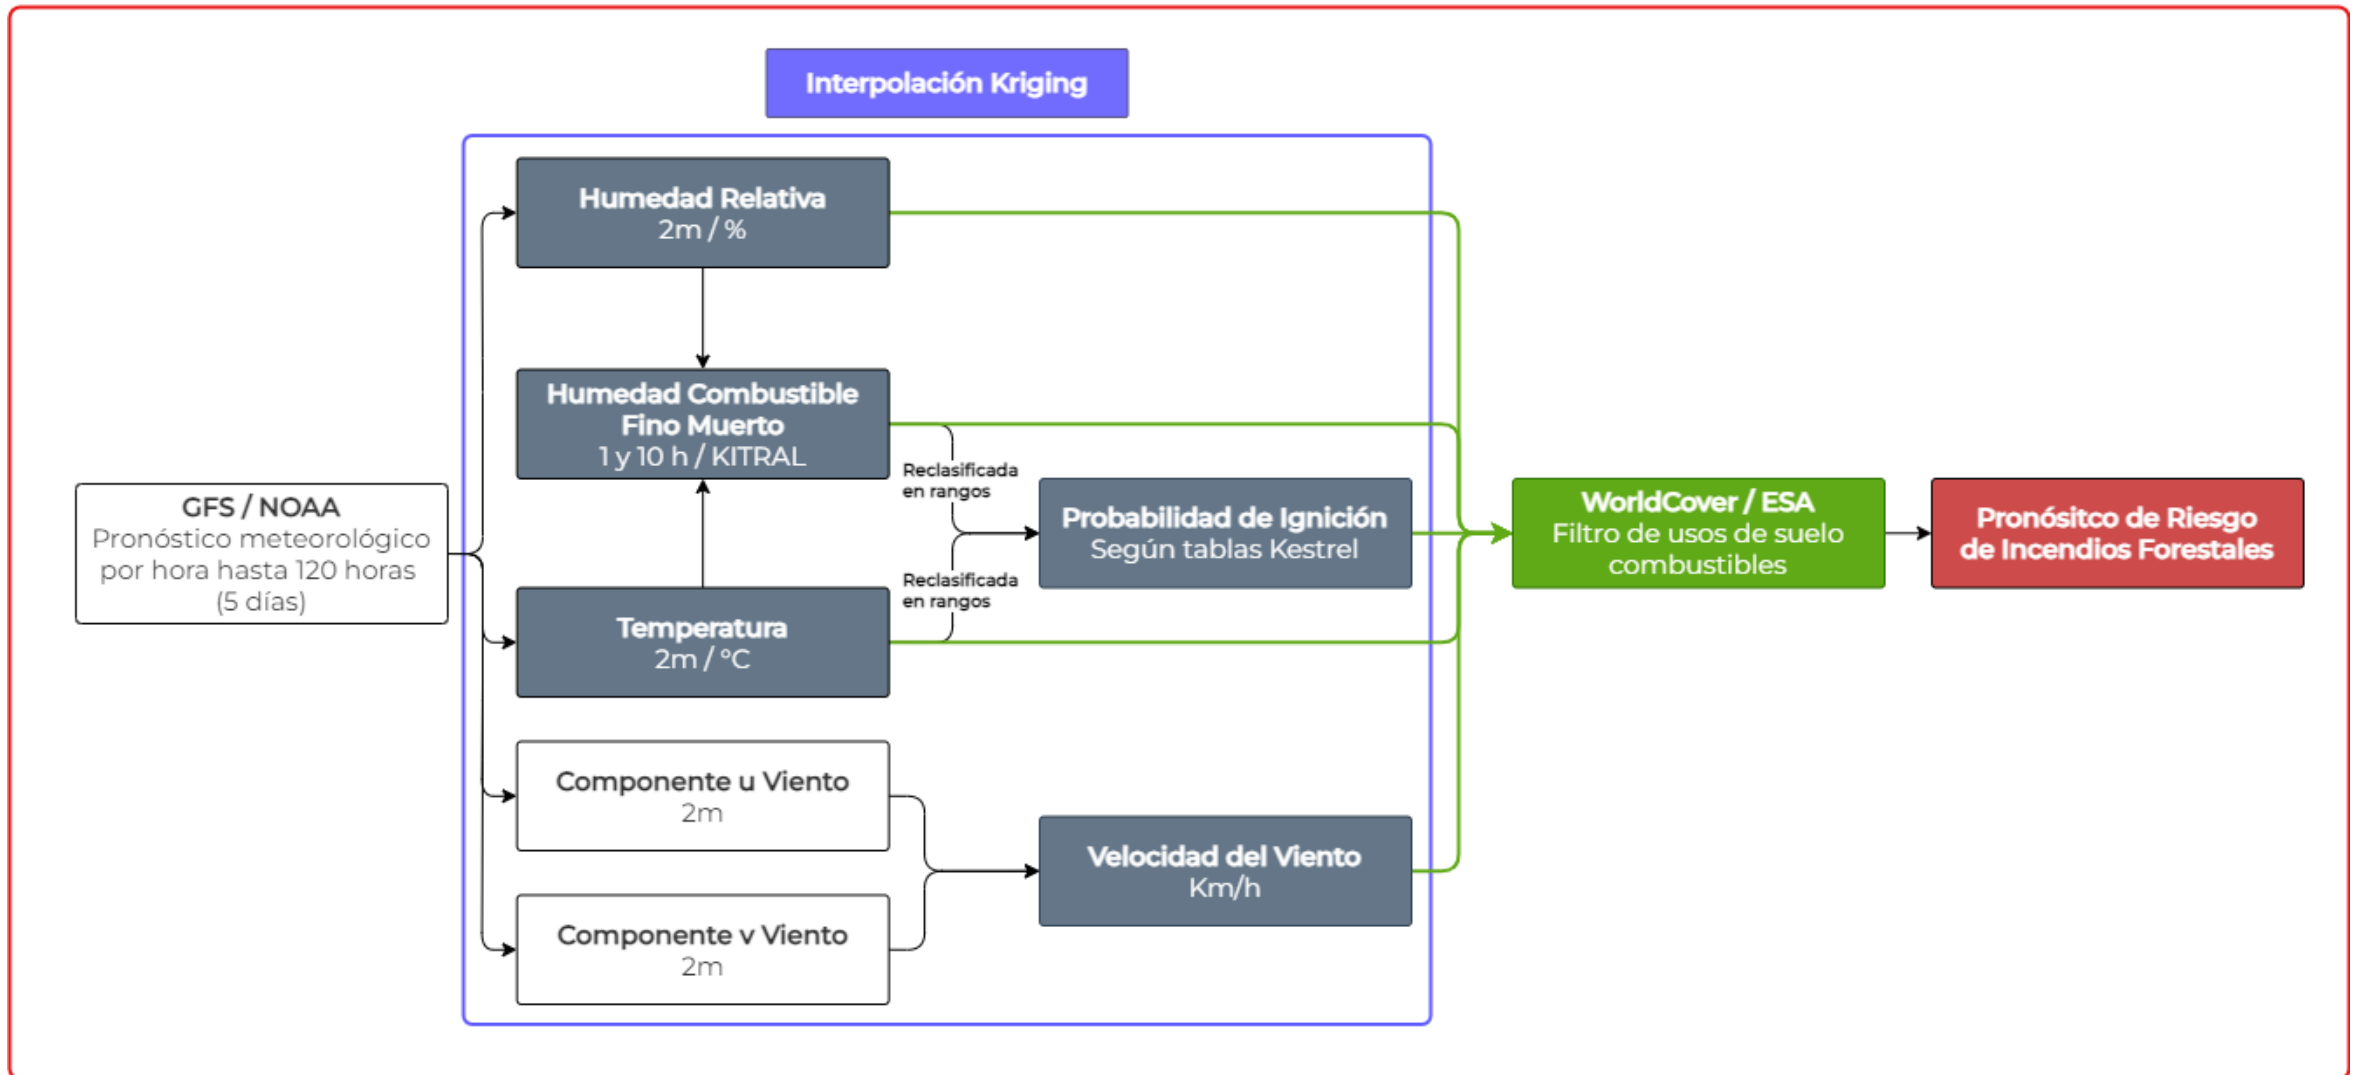 Interpolación Kriging
Humedad Relativa
2m / %
Humedad Combustible
Fino Muerto
1 y 10 h / KITRAL
Reclasificada
en rangos
GFS / NOAA
Pronóstico meteorológico
por hora hasta 120 horas
(5 días)
Probabilidad de Ignición
Según tablas Kestrel
WorldCover / ESA
Filtro de usos de suelo
combustibles
Pronósitco de Riesgo
de Incendios Forestales
Reclasificada
en rangos
Temperatura
2m / °C
Componente u Viento
2m
Velocidad del Viento
Km/h
Componente v Viento
2m